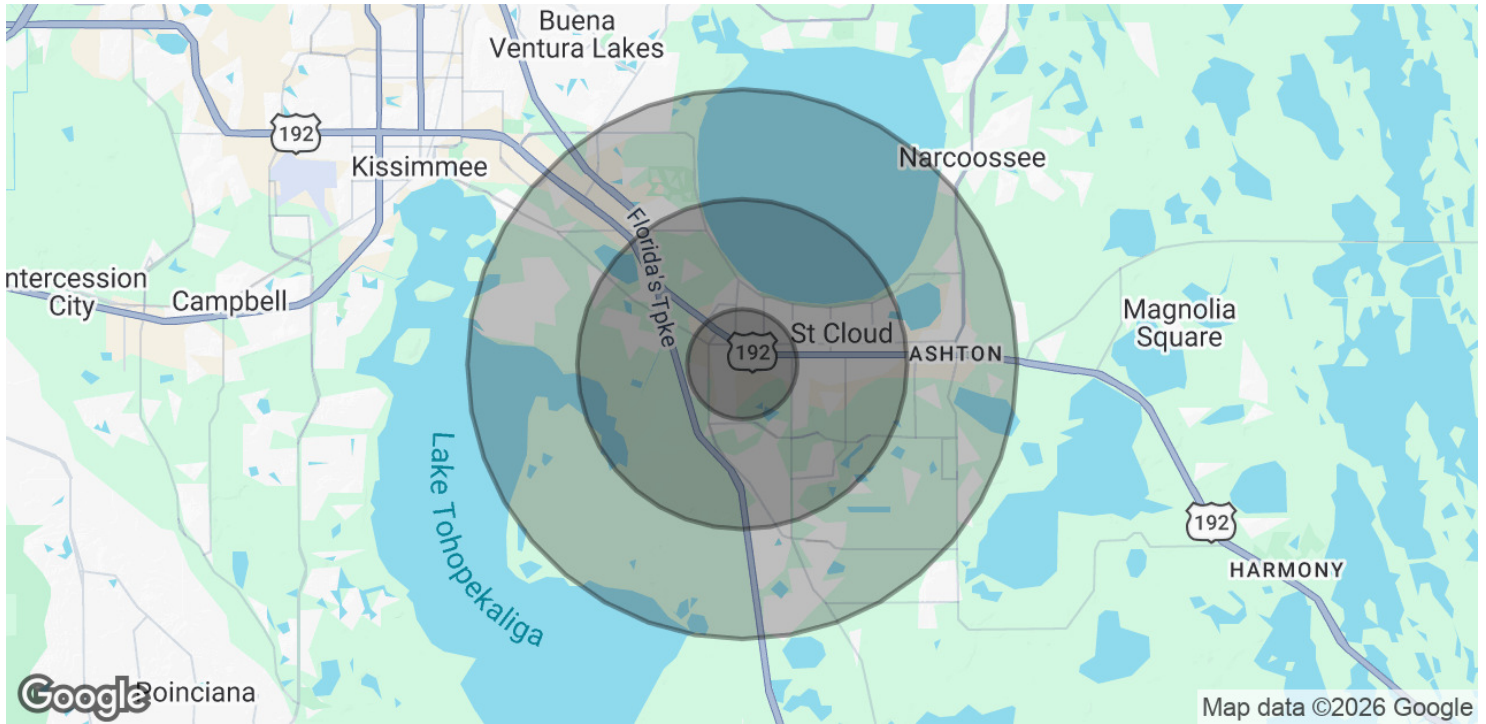 Buena
Ventura Lakes
192
Kissimmee
Narcoossee
Florida's Tpke
ntercession
City
Campbell
Magnolia
Square
St Cloud
192
ASHTON
Lake Tohopekaliga
192
HARMONY
Google
Poinciana
Map data ©2026 Google